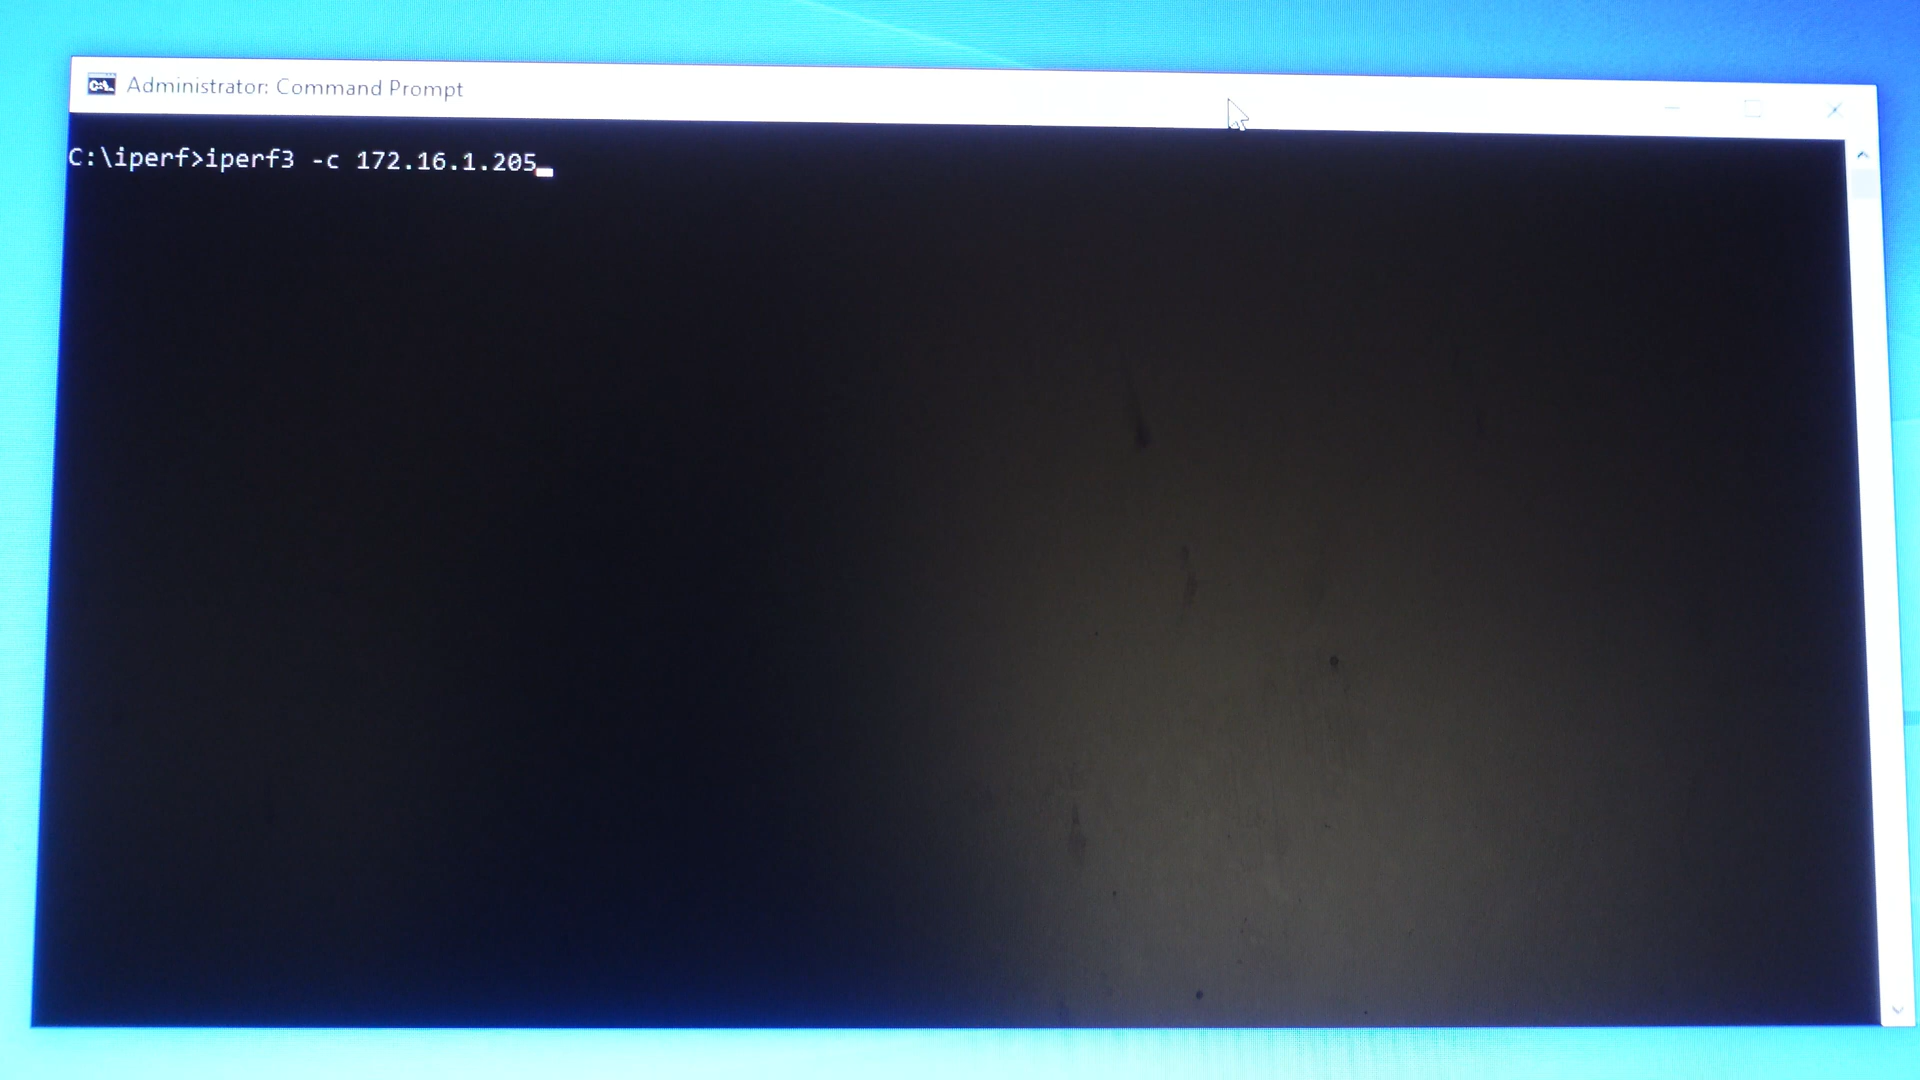 Administrator: Command Prompt
C:\iperf>iperf3 -c 172.16.1.205